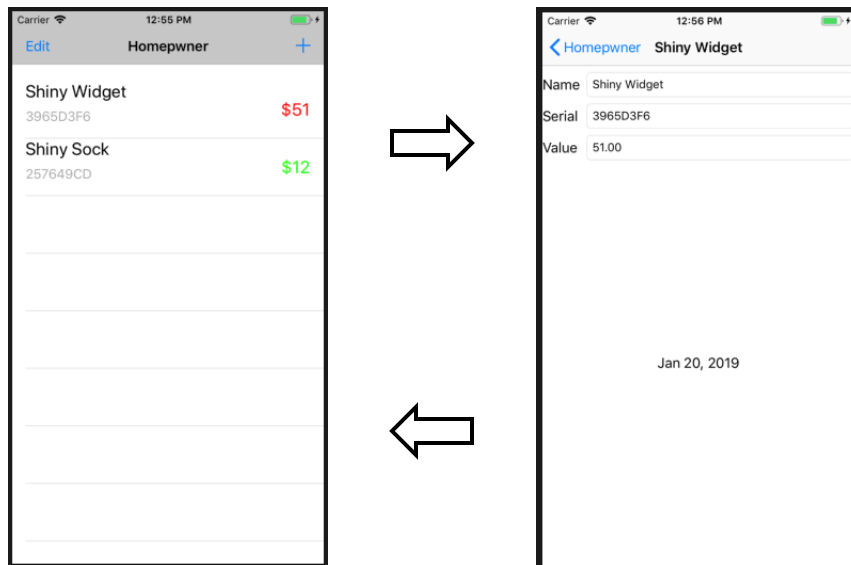 Carrier 12:55 PM
Edit Homepwner +
Shiny Widget
3965D3F6
$51
Shiny Sock
257649CD
$12
Carrier 12:56 PM
Homepwner Shiny Widget
Name Shiny Widget
Serial 3965D3F6
Value 51.00
Jan 20, 2019